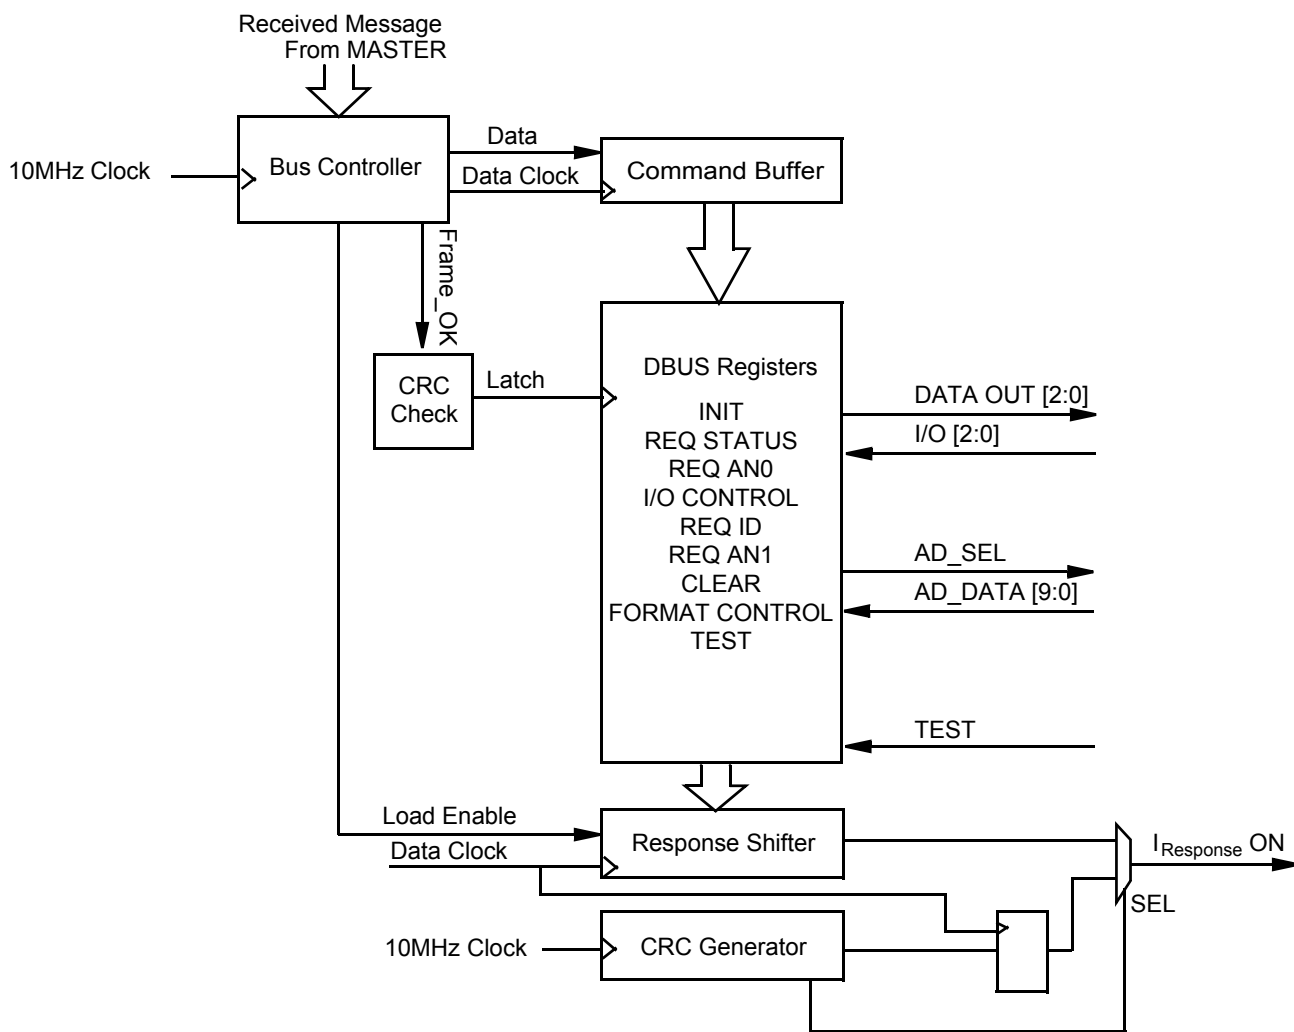 Received Message
From MASTER
10MHz Clock
Bus Controller
Data
Data Clock
Command Buffer
Frame_OK
CRC
Check
Latch
DBUS Registers
INIT
REQ STATUS
REQ AN0
I/O CONTROL
REQ ID
REQ AN1
CLEAR
FORMAT CONTROL
TEST
DATA OUT [2:0]
I/O [2:0]
AD_SEL
AD_DATA [9:0]
TEST
Load Enable
Data Clock
Response Shifter
IResponse ON
SEL
10MHz Clock
CRC Generator